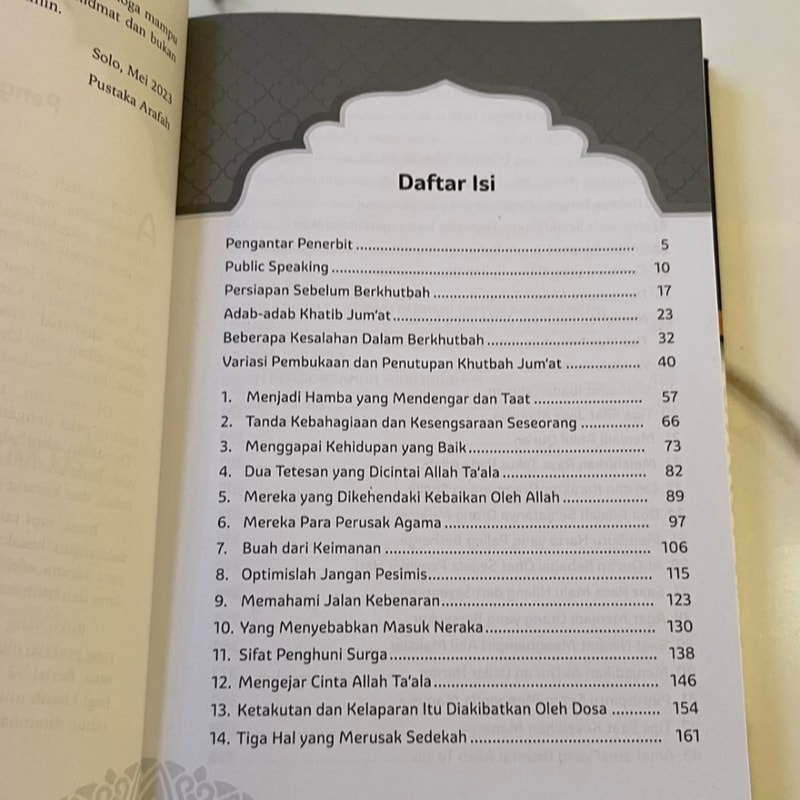 oga mampu
dmat dan bukan
Solo, Mei 2023
Pustaka Arafah
Daftar Isi
Pengantar Penerbit ........ 5
Public Speaking ........ 10
Persiapan Sebelum Berkhutbah ........ 17
Adab-adab Khatib Jum'at ........ 23
Beberapa Kesalahan Dalam Berkhutbah ........ 32
Variasi Pembukaan dan Penutupan Khutbah Jum'at ........ 40
1. Menjadi Hamba yang Mendengar dan Taat ........ 57
2. Tanda Kebahagiaan dan Kesengsaraan Seseorang ........ 66
3. Menggapai Kehidupan yang Baik ........ 73
4. Dua Tetesan yang Dicintai Allah Ta'ala ........ 82
5. Mereka yang Dikehendaki Kebaikan Oleh Allah ........ 89
6. Mereka Para Perusak Agama ........ 97
7. Buah dari Keimanan ........ 106
8. Optimislah Jangan Pesimis ........ 115
9. Memahami Jalan Kebenaran ........ 123
10. Yang Menyebabkan Masuk Neraka ........ 130
11. Sifat Penghuni Surga ........ 138
12. Mengejar Cinta Allah Ta'ala ........ 146
13. Ketakutan dan Kelaparan Itu Diakibatkan Oleh Dosa ........ 154
14. Tiga Hal yang Merusak Sedekah ........ 161